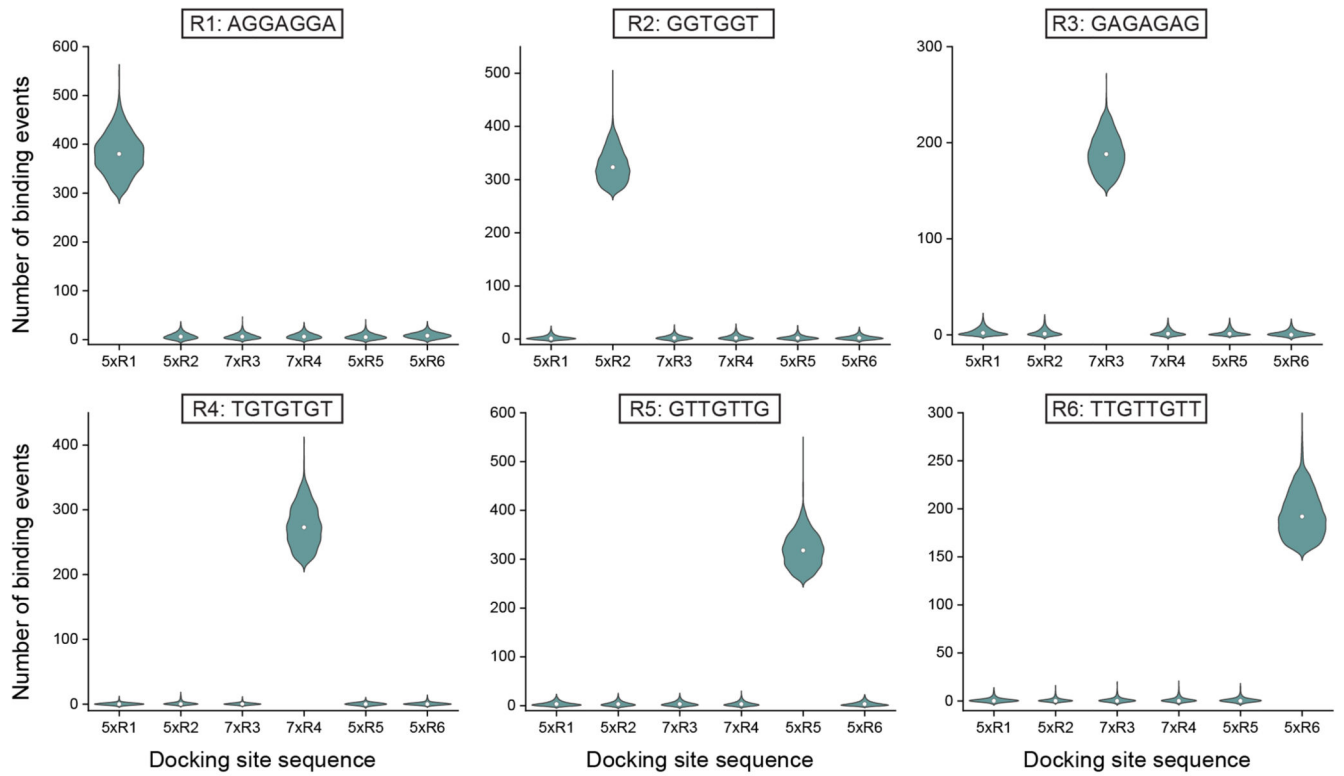 R1: AGGAGGA
R2: GGTGGT
R3: GAGAGAG
Number of binding events
600
500
400
300
200
100
0
5xR1 5xR2 7xR3 7xR4 5xR5 5xR6
500
400
300
200
100
0
5xR1 5xR2 7xR3 7xR4 5xR5 5xR6
300
200
100
0
5xR1 5xR2 7xR3 7xR4 5xR5 5xR6
R4: TGTGTGT
R5: GTTGTTG
R6: TTGTTGTT
Number of binding events
400
300
200
100
0
5xR1 5xR2 7xR3 7xR4 5xR5 5xR6
600
500
400
300
200
100
0
5xR1 5xR2 7xR3 7xR4 5xR5 5xR6
300
250
200
150
100
50
0
5xR1 5xR2 7xR3 7xR4 5xR5 5xR6
Docking site sequence
Docking site sequence
Docking site sequence